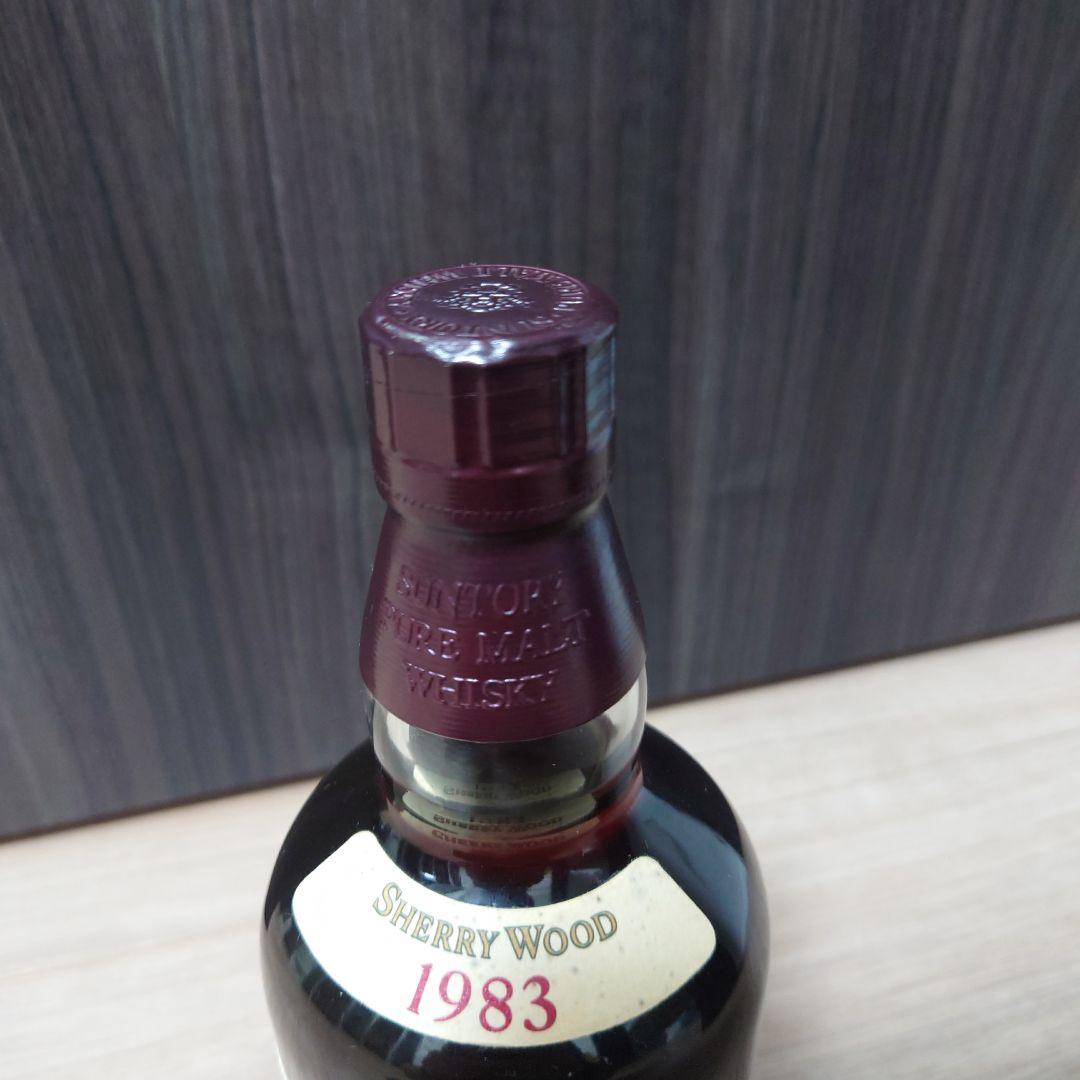 SUNTORY
PURE MALT
WHISKY
SHERRY WOOD
1983